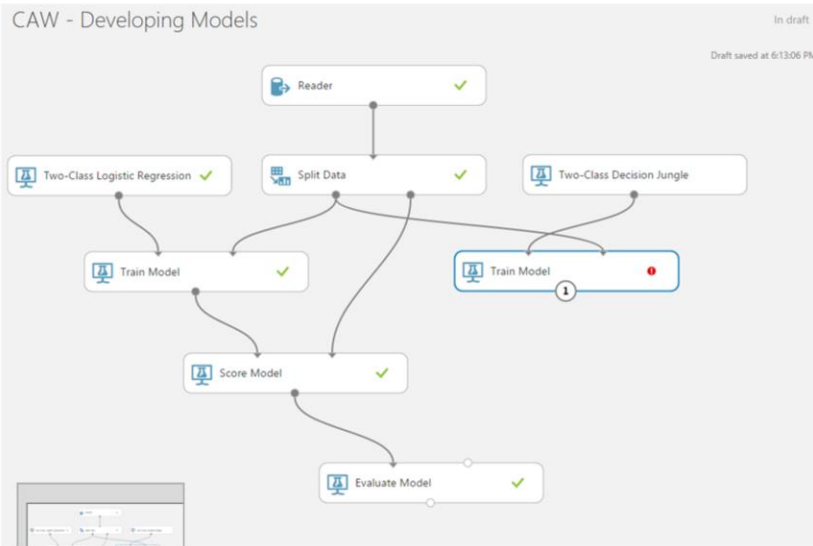 CAW - Developing Models
In draft
Draft saved at 6:13:06 PM
Reader
Two-Class Logistic Regression
Split Data
Two-Class Decision Jungle
Train Model
Train Model
1
Score Model
Evaluate Model